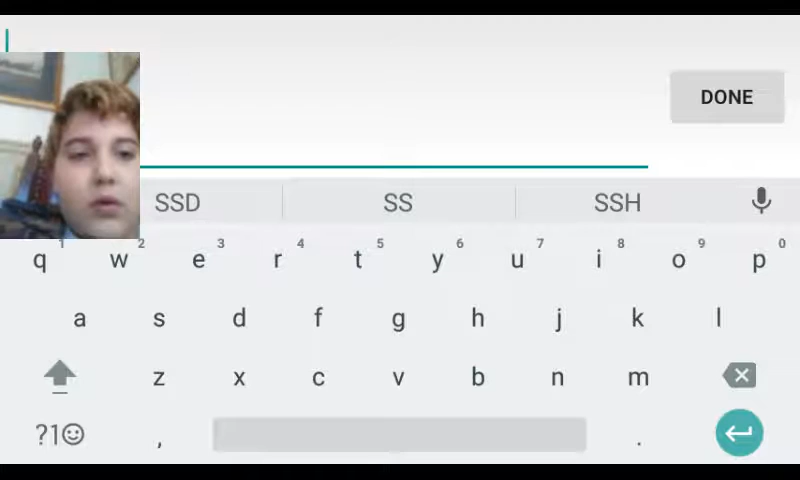 DONE
SSD SS SSH
1 2 3 4 5 6 7 8 9 0
q w e r t y u i o p
a s d f g h j k l
z x c v b n m
?1☺ , .